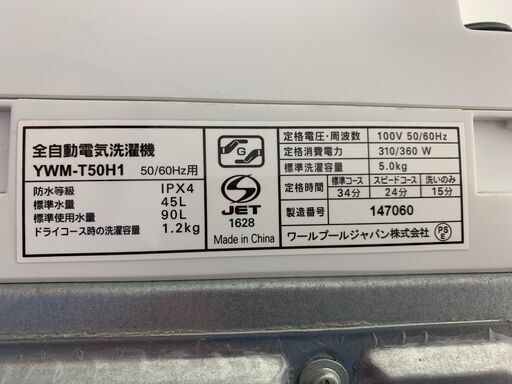 全自動電気洗濯機
YWM-T50H1 50/60Hz用
防水等級 IPX4
標準水量 45L
標準使用水量 90L
ドライコース時の洗濯容量 1.2kg
G
S
JET
1628
Made in China
定格電圧・周波数 100V 50/60Hz
定格消費電力 310/360 W
標準洗濯容量 5.0kg
定格時間 標準コース スピードコース 洗いのみ
34分 24分 15分
製造番号 147060
ワールプールジャパン株式会社 PS E